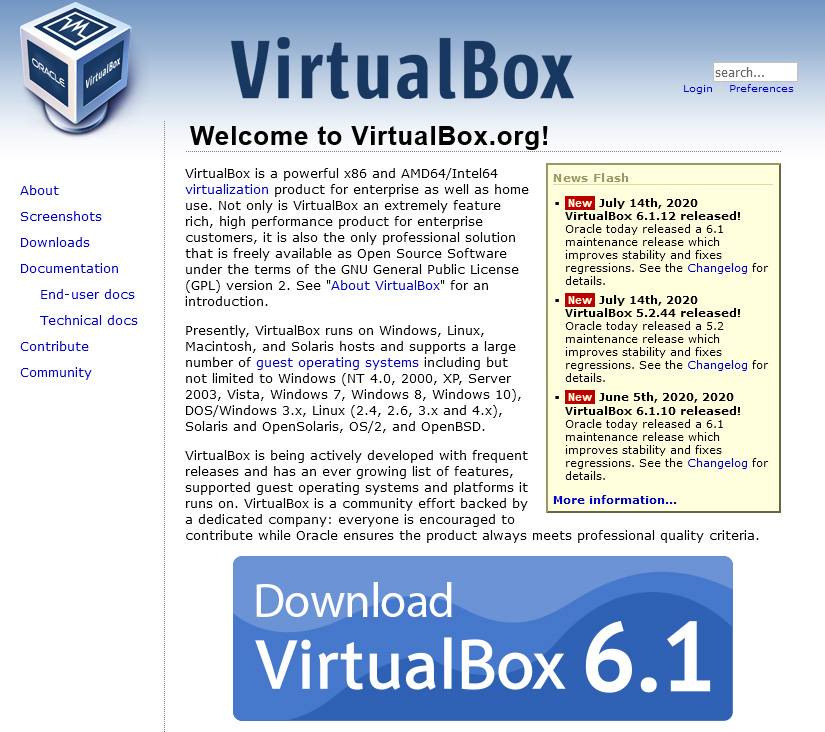 ORACLE
VirtualBox
VirtualBox
search...
Login Preferences
Welcome to VirtualBox.org!
About
Screenshots
Downloads
Documentation
End-user docs
Technical docs
Contribute
Community
VirtualBox is a powerful x86 and AMD64/Intel64
virtualization product for enterprise as well as home
use. Not only is VirtualBox an extremely feature
rich, high performance product for enterprise
customers, it is also the only professional solution
that is freely available as Open Source Software
under the terms of the GNU General Public License
(GPL) version 2. See "About VirtualBox" for an
introduction.
Presently, VirtualBox runs on Windows, Linux,
Macintosh, and Solaris hosts and supports a large
number of guest operating systems including but
not limited to Windows (NT 4.0, 2000, XP, Server
2003, Vista, Windows 7, Windows 8, Windows 10),
DOS/Windows 3.x, Linux (2.4, 2.6, 3.x and 4.x),
Solaris and OpenSolaris, OS/2, and OpenBSD.
VirtualBox is being actively developed with frequent
releases and has an ever growing list of features,
supported guest operating systems and platforms it
runs on. VirtualBox is a community effort backed by
a dedicated company: everyone is encouraged to
contribute while Oracle ensures the product always meets professional quality criteria.
News Flash
New July 14th, 2020
VirtualBox 6.1.12 released!
Oracle today released a 6.1
maintenance release which
improves stability and fixes
regressions. See the Changelog for
details.
New July 14th, 2020
VirtualBox 5.2.44 released!
Oracle today released a 5.2
maintenance release which
improves stability and fixes
regressions. See the Changelog for
details.
New June 5th, 2020, 2020
VirtualBox 6.1.10 released!
Oracle today released a 6.1
maintenance release which
improves stability and fixes
regressions. See the Changelog for
details.
More information...
Download
VirtualBox 6.1